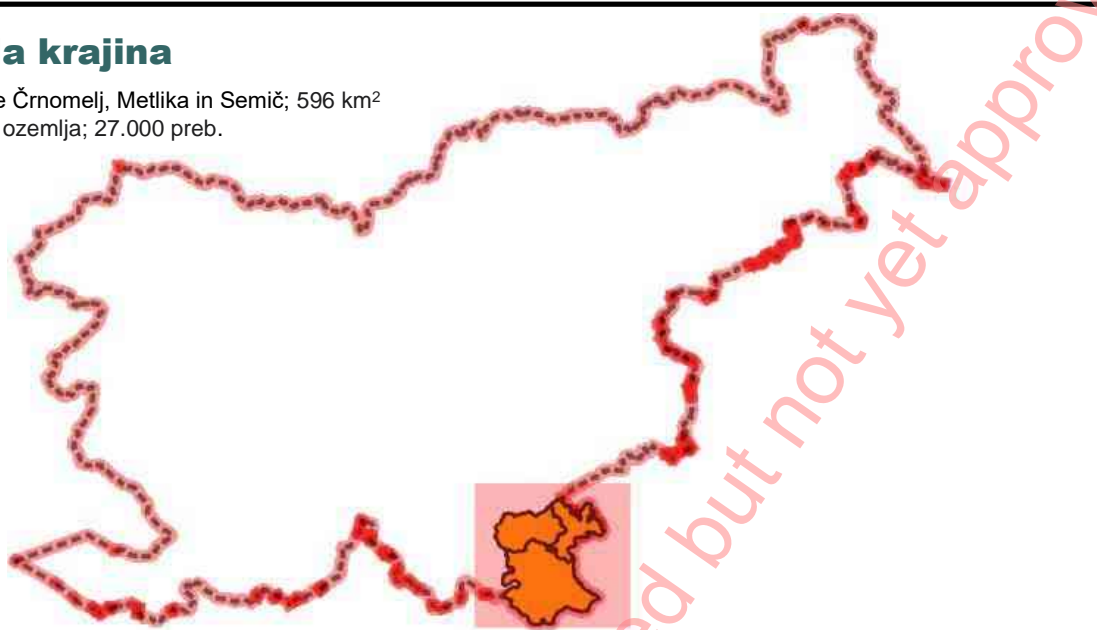 a krajina
e Črnomelj, Metlika in Semič; 596 km²
ozemlja; 27.000 preb.
ed but not yet approv